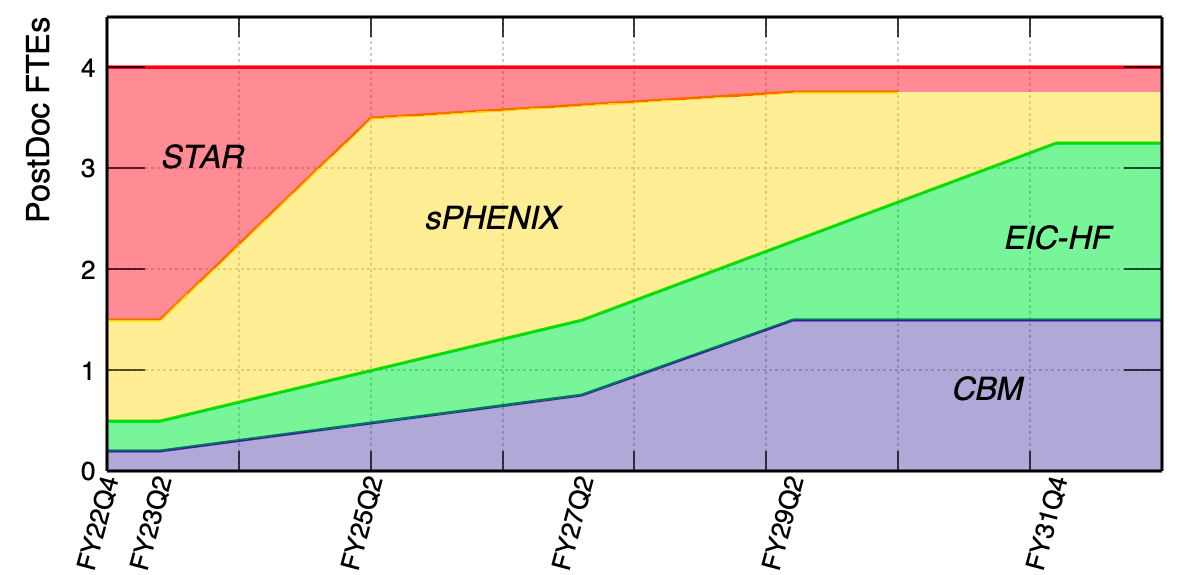 PostDoc FTEs
4
3
2
1
0
STAR
sPHENIX
EIC-HF
CBM
FY22Q4
FY23Q2
FY25Q2
FY27Q2
FY29Q2
FY31Q4